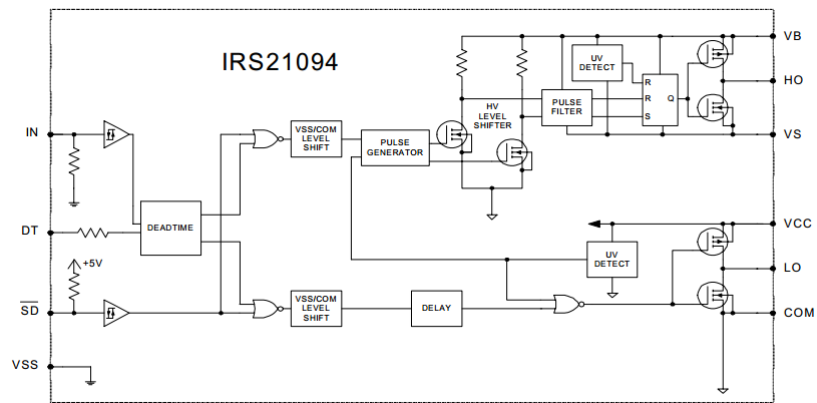 IRS21094
VB
UV
DETECT
HO
R
R
Q
S
HV
LEVEL
SHIFTER
PULSE
FILTER
IN
VSS/COM
LEVEL
SHIFT
PULSE
GENERATOR
VS
DT
DEADTIME
VCC
+5V
UV
DETECT
LO
SD
VSS/COM
LEVEL
SHIFT
DELAY
COM
VSS